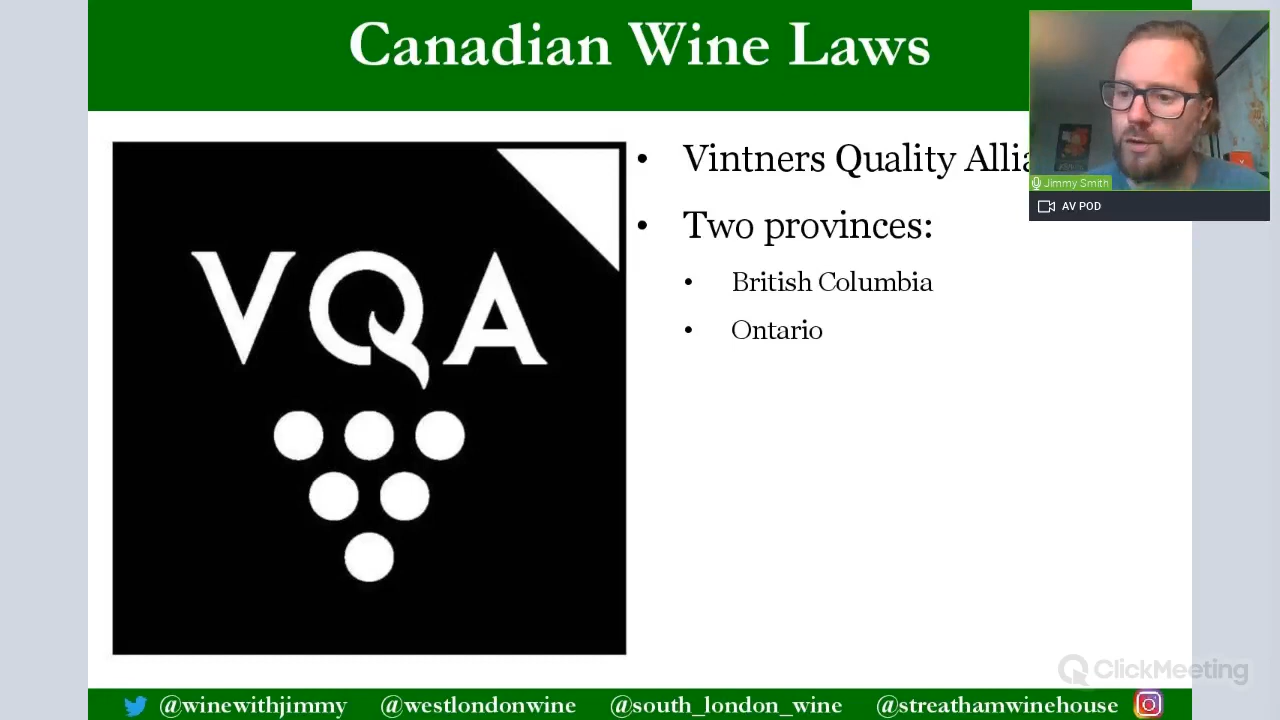 Canadian Wine Laws
VQA
• Vintners Quality Allia
• Two provinces:
• British Columbia
• Ontario
Jimmy Smith
AV POD
ClickMeeting
@winewithjimmy @westlondonwine @south_london_wine @streathamwinehouse